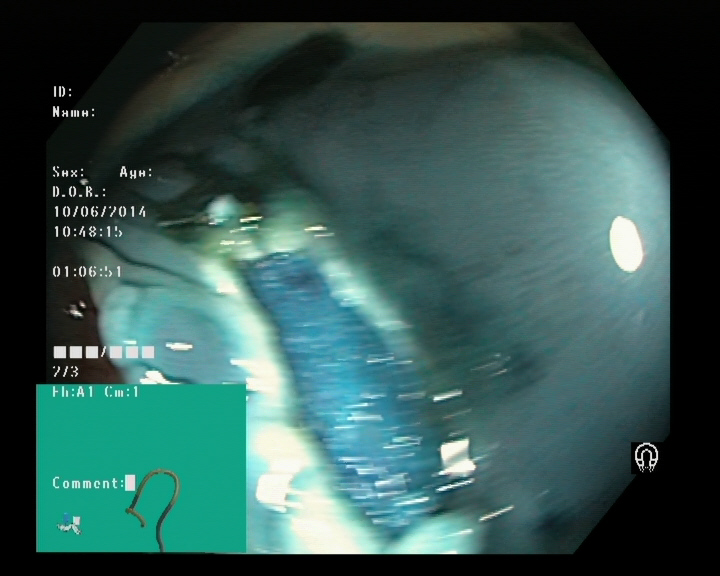 ID:
Name:
Sex: Age:
D.O.B.:
10/06/2014
10:48:15
01:06:51
■■■/■■■
2/3
Eh:A1 Cm:1
Comment: